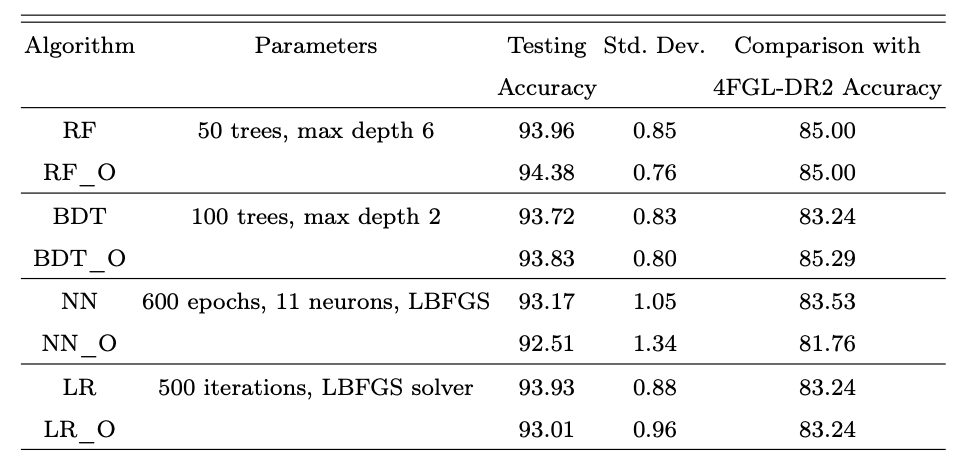 Algorithm Parameters Testing Std. Dev. Comparison with
Accuracy 4FGL-DR2 Accuracy
RF 50 trees, max depth 6 93.96 0.85 85.00
RF_O 94.38 0.76 85.00
BDT 100 trees, max depth 2 93.72 0.83 83.24
BDT_O 93.83 0.80 85.29
NN 600 epochs, 11 neurons, LBFGS 93.17 1.05 83.53
NN_O 92.51 1.34 81.76
LR 500 iterations, LBFGS solver 93.93 0.88 83.24
LR_O 93.01 0.96 83.24